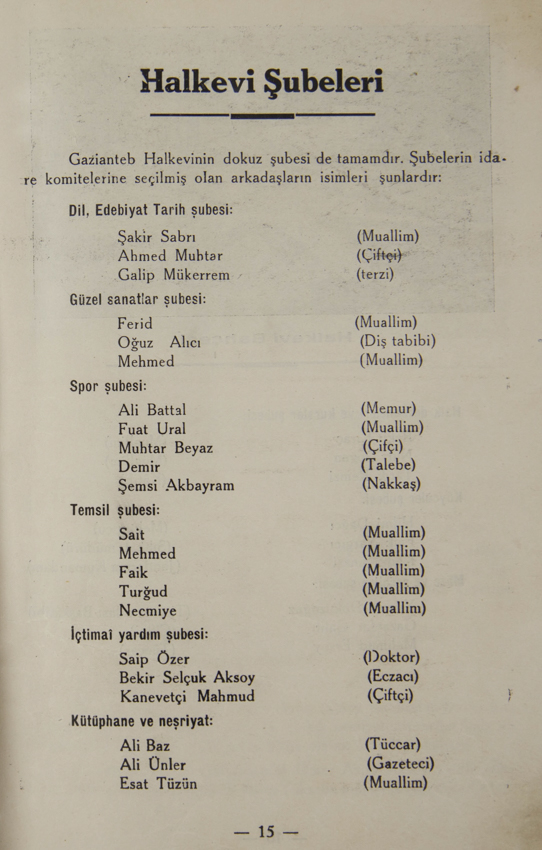 Halkevi Şubeleri
Gazianteb Halkevinin dokuz şubesi de tamamdır. Şubelerin ida-
re komitelerine seçilmiş olan arkadaşların isimleri şunlardır:
Dil, Edebiyat Tarih şubesi:
Şakir Sabrı (Muallim)
Ahmed Muhtar (Çiftçi)
Galip Mükerrem (terzi)
Güzel sanatlar şubesi:
Ferid (Muallim)
Oğuz Alıcı (Diş tabibi)
Mehmed (Muallim)
Spor şubesi:
Ali Battal (Memur)
Fuat Ural (Muallim)
Muhtar Beyaz (Çifçi)
Demir (Talebe)
Şemsi Akbayram (Nakkaş)
Temsil şubesi:
Sait (Muallim)
Mehmed (Muallim)
Faik (Muallim)
Turğud (Muallim)
Necmiye (Muallim)
İçtimaî yardım şubesi:
Saip Özer (Doktor)
Bekir Selçuk Aksoy (Eczacı)
Kanevetçi Mahmud (Çiftçi)
Kütüphane ve neşriyat:
Ali Baz (Tüccar)
Ali Ünler (Gazeteci)
Esat Tüzün (Muallim)
— 15 —